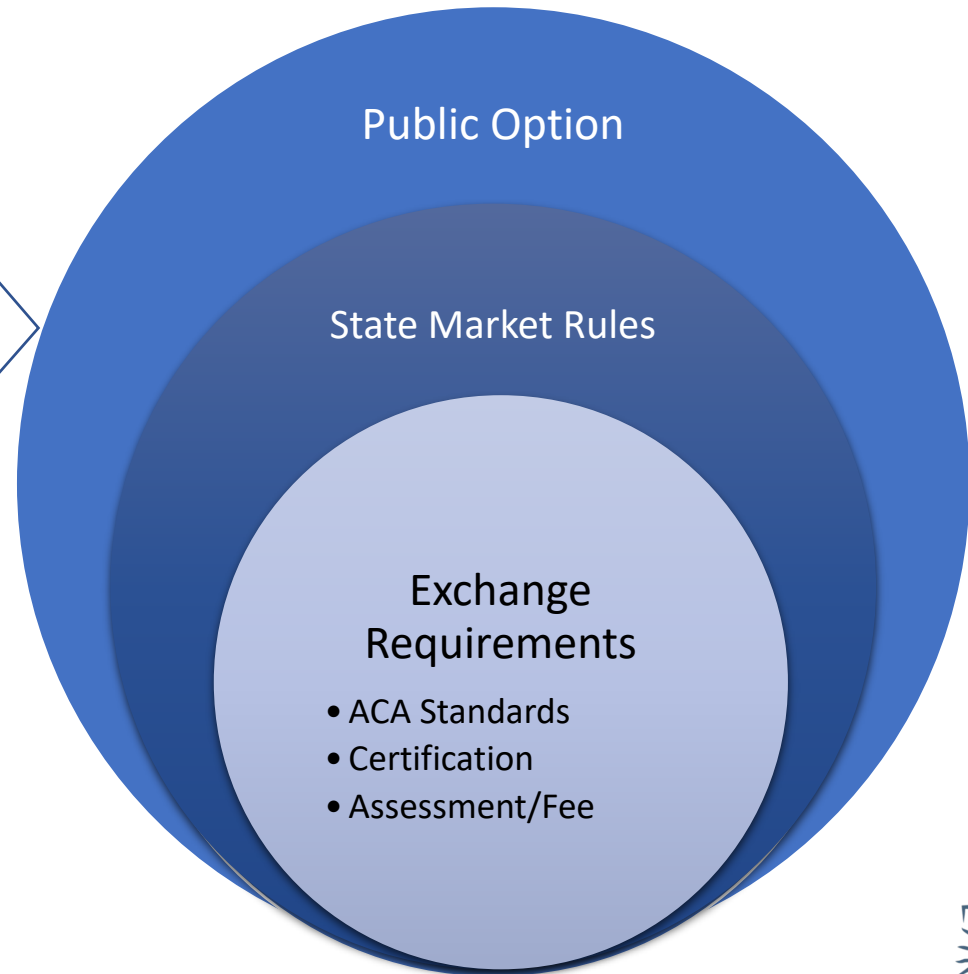 Public Option
State Market Rules
Exchange
Requirements
• ACA Standards
• Certification
• Assessment/Fee